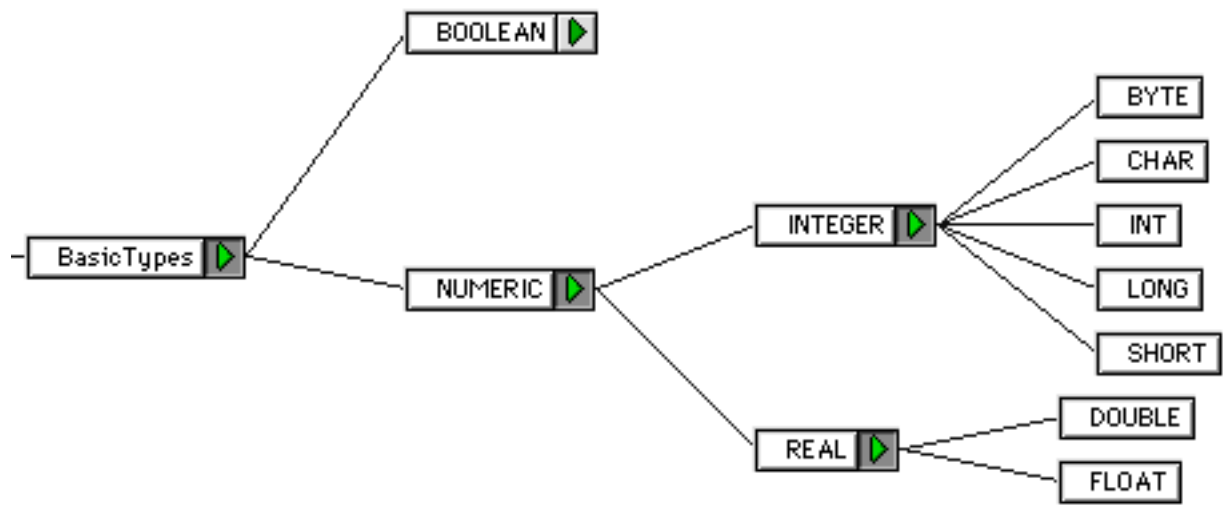 BOOLEAN
BYTE
CHAR
INTEGER
INT
BasicTypes
NUMERIC
LONG
SHORT
DOUBLE
REAL
FLOAT